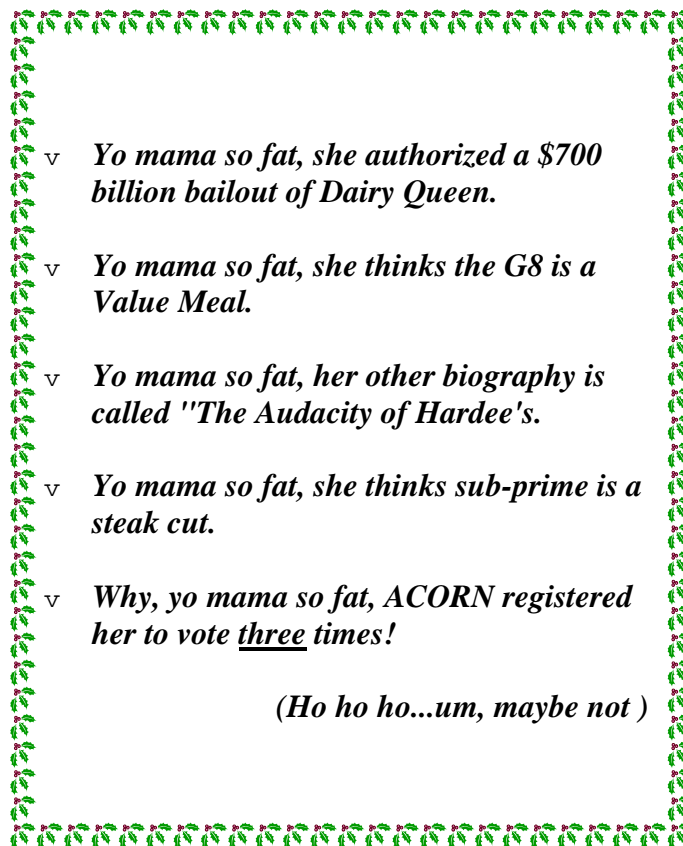 v Yo mama so fat, she authorized a $700
billion bailout of Dairy Queen.
v Yo mama so fat, she thinks the G8 is a
Value Meal.
v Yo mama so fat, her other biography is
called "The Audacity of Hardee's.
v Yo mama so fat, she thinks sub-prime is a
steak cut.
v Why, yo mama so fat, ACORN registered
her to vote three times!
(Ho ho ho...um, maybe not )